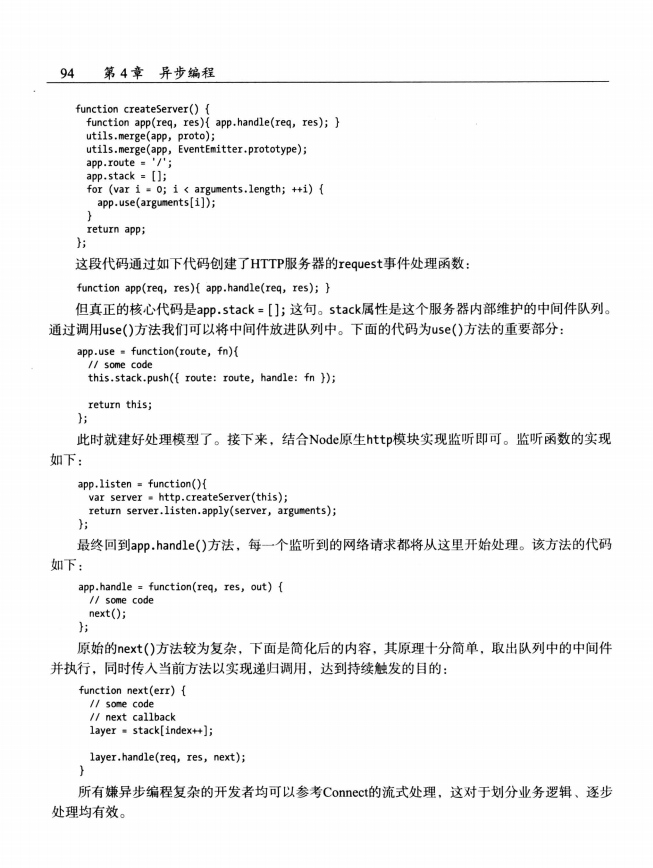 94 第4章 异步编程
function createServer() {
function app(req, res){ app.handle(req, res); }
utils.merge(app, proto);
utils.merge(app, EventEmitter.prototype);
app.route = '/';
app.stack = [];
for (var i = 0; i < arguments.length; ++i) {
app.use(arguments[i]);
}
return app;
};
这段代码通过如下代码创建了HTTP服务器的request事件处理函数：
function app(req, res){ app.handle(req, res); }
但真正的核心代码是app.stack = [];这句。stack属性是这个服务器内部维护的中间件队列。
通过调用use()方法我们可以将中间件放进队列中。下面的代码为use()方法的重要部分：
app.use = function(route, fn){
// some code
this.stack.push({ route: route, handle: fn });
return this;
};
此时就建好处理模型了。接下来，结合Node原生http模块实现监听即可。监听函数的实现
如下：
app.listen = function(){
var server = http.createServer(this);
return server.listen.apply(server, arguments);
};
最终回到app.handle()方法，每一个监听到的网络请求都将从这里开始处理。该方法的代码
如下：
app.handle = function(req, res, out) {
// some code
next();
};
原始的next()方法较为复杂，下面是简化后的内容，其原理十分简单，取出队列中的中间件
并执行，同时传入当前方法以实现递归调用，达到持续触发的目的：
function next(err) {
// some code
// next callback
layer = stack[index++];
layer.handle(req, res, next);
}
所有嫌异步编程复杂的开发者均可以参考Connect的流式处理，这对于划分业务逻辑、逐步
处理均有效。